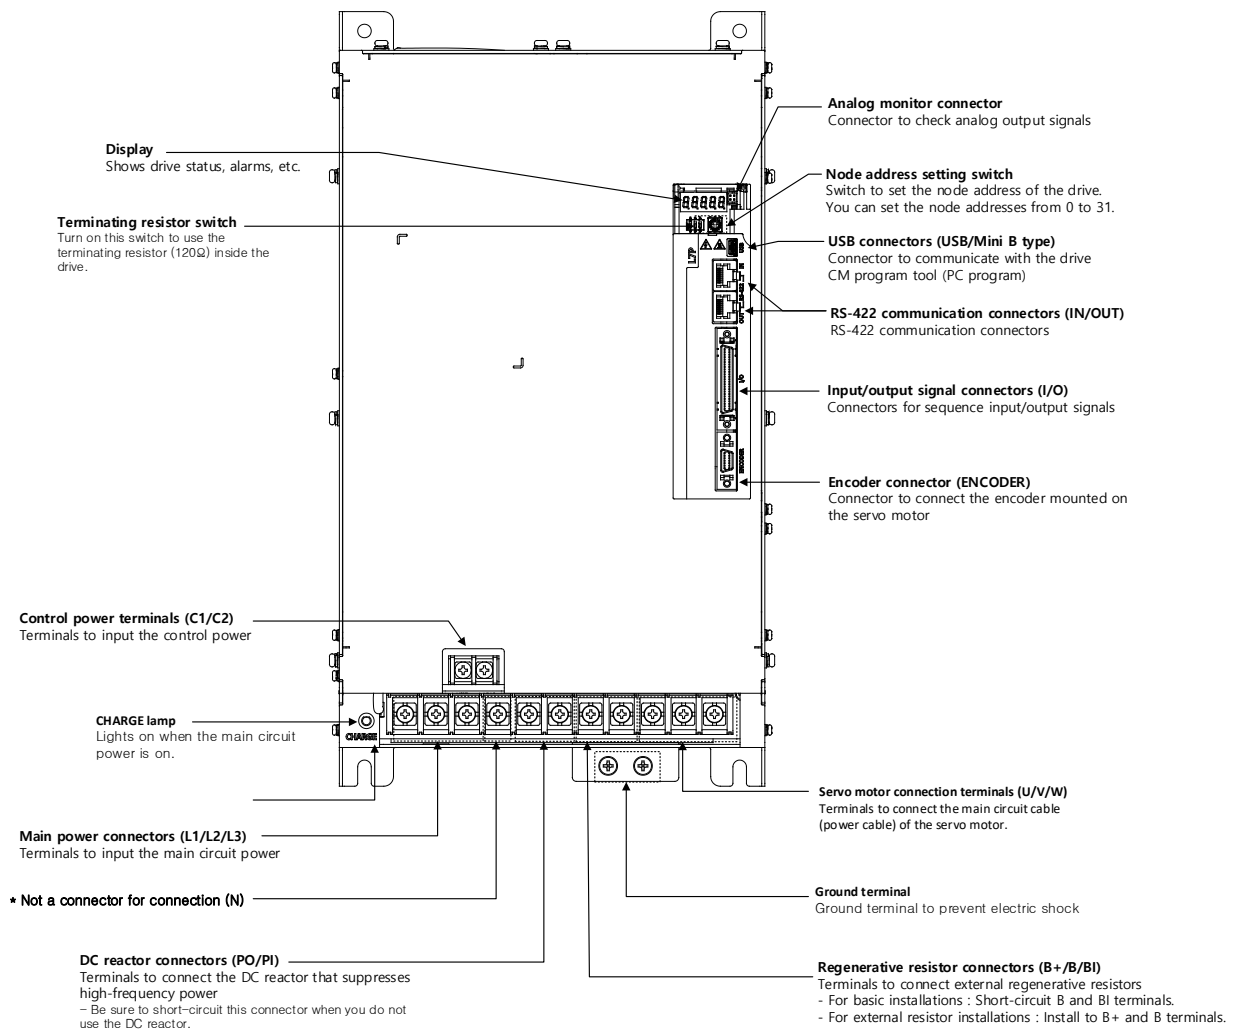 Analog monitor connector
Connector to check analog output signals
Display
Shows drive status, alarms, etc.
Node address setting switch
Switch to set the node address of the drive.
You can set the node addresses from 0 to 31.
Terminating resistor switch
Turn on this switch to use the
terminating resistor (120Ω) inside the
drive.
USB connectors (USB/Mini B type)
Connector to communicate with the drive
CM program tool (PC program)
L7P
USB
IN
RS-422
OUT
RS-422 communication connectors (IN/OUT)
RS-422 communication connectors
I/O
Input/output signal connectors (I/O)
Connectors for sequence input/output signals
ENCODER
Encoder connector (ENCODER)
Connector to connect the encoder mounted on
the servo motor
Control power terminals (C1/C2)
Terminals to input the control power
CHARGE lamp
Lights on when the main circuit
power is on.
CHARGE
Servo motor connection terminals (U/V/W)
Terminals to connect the main circuit cable
(power cable) of the servo motor.
Main power connectors (L1/L2/L3)
Terminals to input the main circuit power
* Not a connector for connection (N)
Ground terminal
Ground terminal to prevent electric shock
DC reactor connectors (PO/PI)
Terminals to connect the DC reactor that suppresses
high-frequency power
- Be sure to short-circuit this connector when you do not
use the DC reactor.
Regenerative resistor connectors (B+/B/BI)
Terminals to connect external regenerative resistors
- For basic installations : Short-circuit B and BI terminals.
- For external resistor installations : Install to B+ and B terminals.